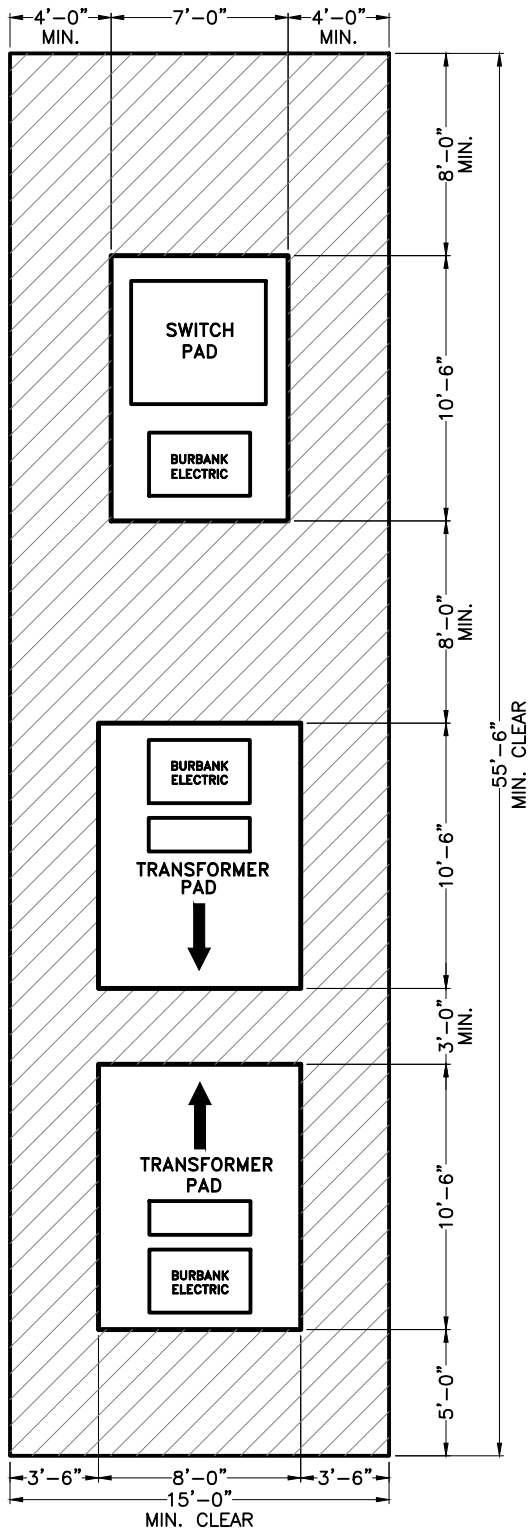 4'-0"
MIN.
7'-0"
4'-0"
MIN.
8'-0"
MIN.
SWITCH
PAD
10'-6"
BURBANK
ELECTRIC
8'-0"
MIN.
55'-6"
MIN. CLEAR
BURBANK
ELECTRIC
10'-6"
TRANSFORMER
PAD
3'-0"
MIN.
TRANSFORMER
PAD
10'-6"
BURBANK
ELECTRIC
5'-0"
3'-6"
8'-0"
3'-6"
15'-0"
MIN. CLEAR